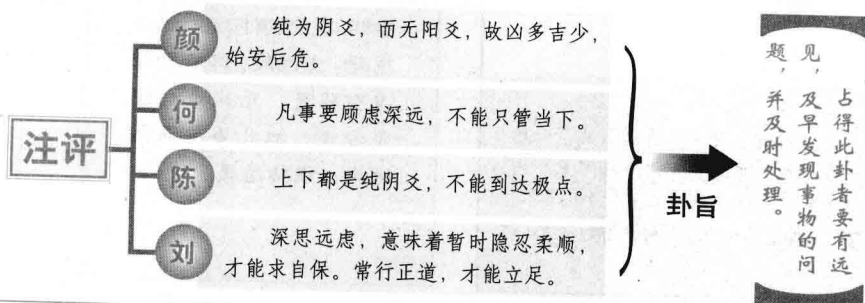 注评
颜
纯为阴爻，而无阳爻，故凶多吉少，
始安后危。
何
凡事要顾虑深远，不能只管当下。
陈
上下都是纯阴爻，不能到达极点。
刘
深思远虑，意味着暂时隐忍柔顺，
才能求自保。常行正道，才能立足。
卦旨
占得此卦者要有远
见，及早发现事物的问
题，并及时处理。